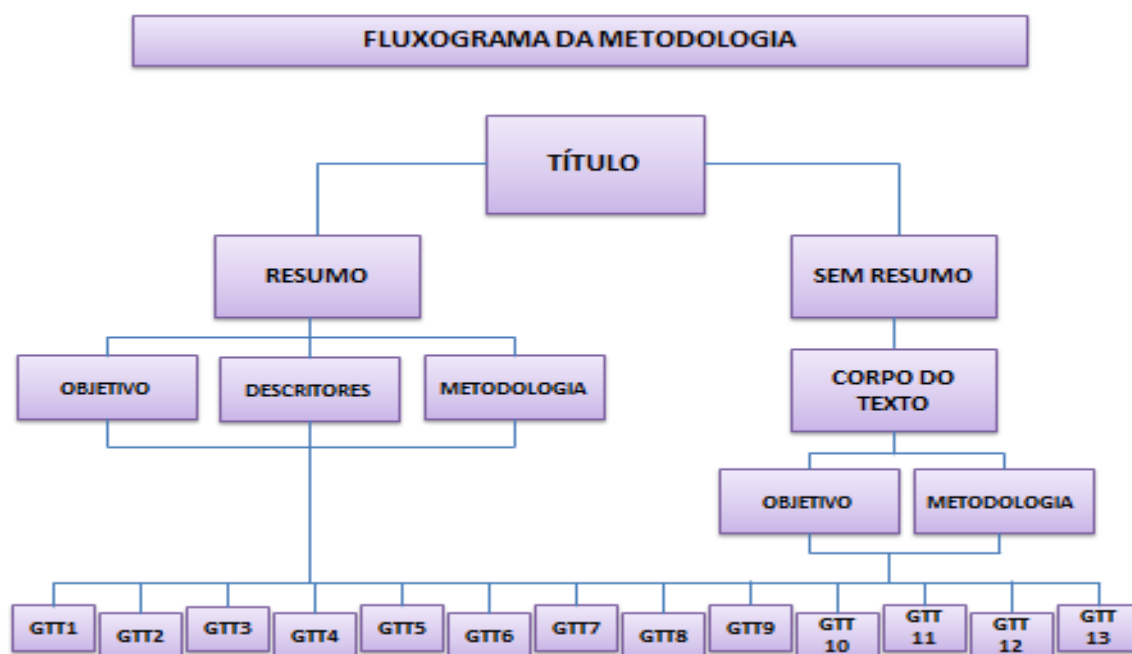 FLUXOGRAMA DA METODOLOGIA
TÍTULO
RESUMO
SEM RESUMO
OBJETIVO
DESCRITORES
METODOLOGIA
CORPO DO
TEXTO
OBJETIVO
METODOLOGIA
GTT1
GTT2
GTT3
GTT4
GTT5
GTT6
GTT7
GTT8
GTT9
GTT
10
GTT
11
GTT
12
GTT
13